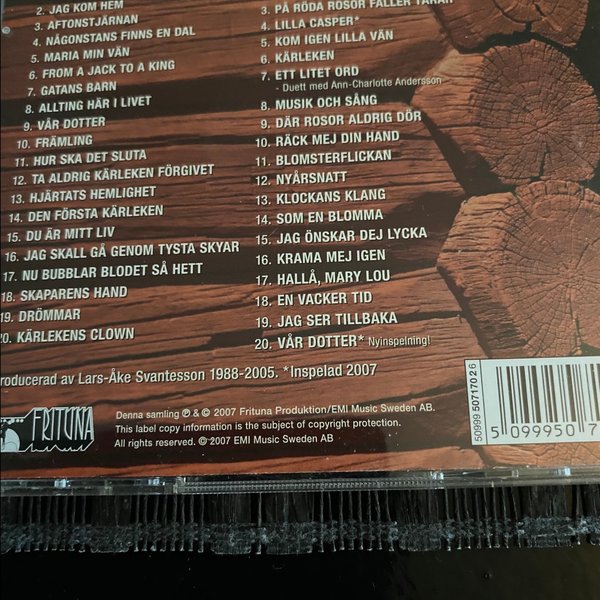 2. JAG KOM HEM
3. AFTONSTJÄRNAN
4. NÅGONSTANS FINNS EN DAL
5. MARIA MIN VÄN
6. FROM A JACK TO A KING
7. GATANS BARN
8. ALLTING HÄR I LIVET
9. VÅR DOTTER
10. FRÄMLING
11. HUR SKA DET SLUTA
12. TA ALDRIG KÄRLEKEN FÖRGIVET
13. HJÄRTATS HEMLIGHET
14. DEN FÖRSTA KÄRLEKEN
15. DU ÄR MITT LIV
16. JAG SKALL GÅ GENOM TYSTA SKYAR
17. NU BUBBLAR BLODET SÅ HETT
18. SKAPARENS HAND
19. DRÖMMAR
20. KÄRLEKENS CLOWN
3. PÅ RÖDA ROSOR FALLER TÅRAR
4. LILLA CASPER*
5. KOM IGEN LILLA VÄN
6. KÄRLEKEN
7. ETT LITET ORD
- Duett med Ann-Charlotte Andersson
8. MUSIK OCH SÅNG
9. DÄR ROSOR ALDRIG DÖR
10. RÄCK MEJ DIN HAND
11. BLOMSTERFLICKAN
12. NYÅRSNATT
13. KLOCKANS KLANG
14. SOM EN BLOMMA
15. JAG ÖNSKAR DEJ LYCKA
16. KRAMA MEJ IGEN
17. HALLÅ, MARY LOU
18. EN VACKER TID
19. JAG SER TILLBAKA
20. VÅR DOTTER* Nyinspelning!
roducerad av Lars-Åke Svantesson 1988-2005. *Inspelad 2007
FRITUNA
Denna samling ℗ & © 2007 Frituna Produktion/EMI Music Sweden AB.
This label copy information is the subject of copyright protection.
All rights reserved. © 2007 EMI Music Sweden AB
50999 5071702 6
5 099950 7